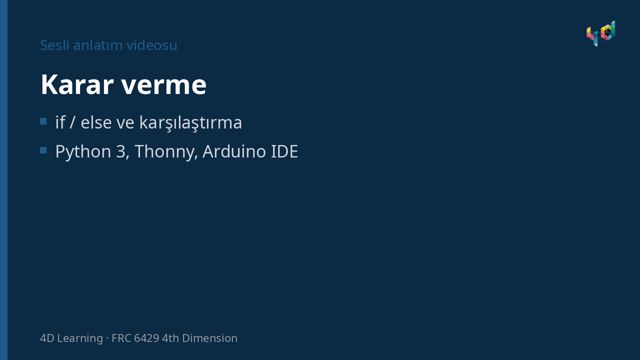 Sesli anlatım videosu
Karar verme
if / else ve karşılaştırma
Python 3, Thonny, Arduino IDE
4D Learning · FRC 6429 4th Dimension
4d